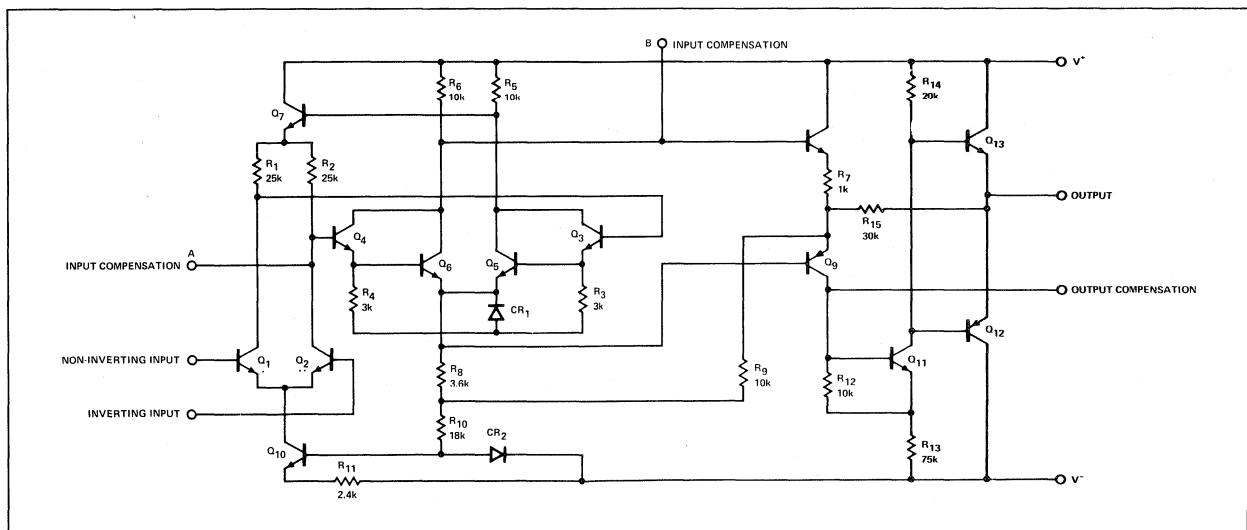 B INPUT COMPENSATION
V+
R6
10k
R5
10k
R14
20k
Q7
Q13
R1
25k
R2
25k
R7
1k
OUTPUT
R15
30k
Q4
Q3
A
INPUT COMPENSATION
Q6
Q5
Q9
R4
3k
CR1
R3
3k
OUTPUT COMPENSATION
Q12
NON-INVERTING INPUT
Q1
Q2
R8
3.6k
R9
10k
R12
10k
Q11
INVERTING INPUT
R10
18k
CR2
R13
75k
Q10
R11
2.4k
V-